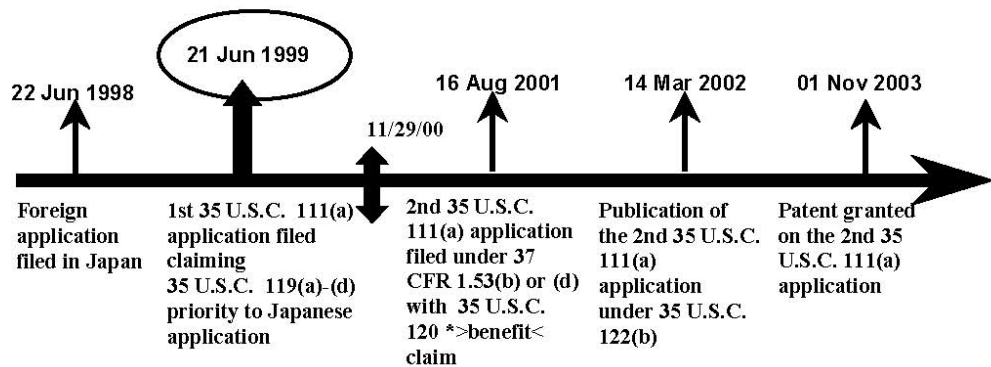 22 Jun 1998
21 Jun 1999
11/29/00
16 Aug 2001
14 Mar 2002
01 Nov 2003
Foreign
application
filed in Japan
1st 35 U.S.C. 111(a)
application filed
claiming
35 U.S.C. 119(a)-(d)
priority to Japanese
application
2nd 35 U.S.C.
111(a) application
filed under 37
CFR 1.53(b) or (d)
with 35 U.S.C.
120 *>benefit<
claim
Publication of
the 2nd 35 U.S.C.
111(a)
application
under 35 U.S.C.
122(b)
Patent granted
on the 2nd 35
U.S.C. 111(a)
application